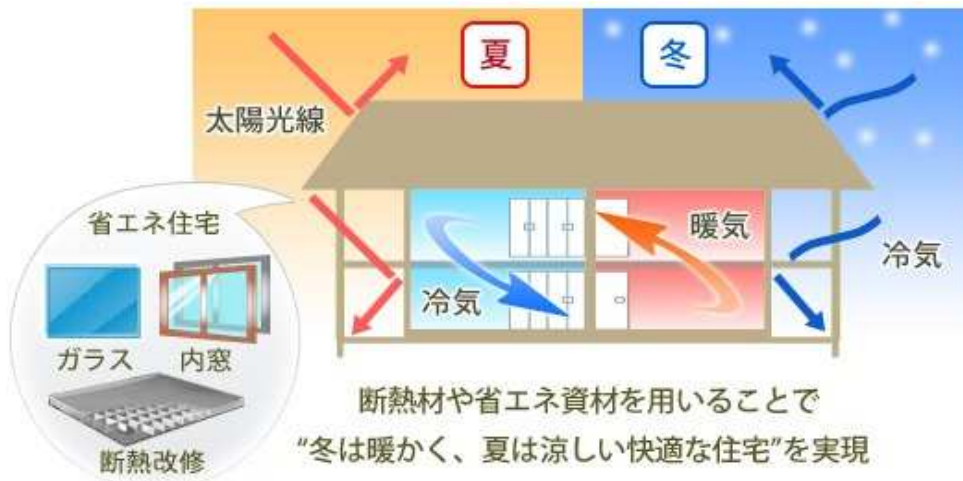 夏
冬
太陽光線
省エネ住宅
暖気
冷気
冷気
ガラス
内窓
断熱改修
断熱材や省エネ資材を用いることで
“冬は暖かく、夏は涼しい快適な住宅”を実現